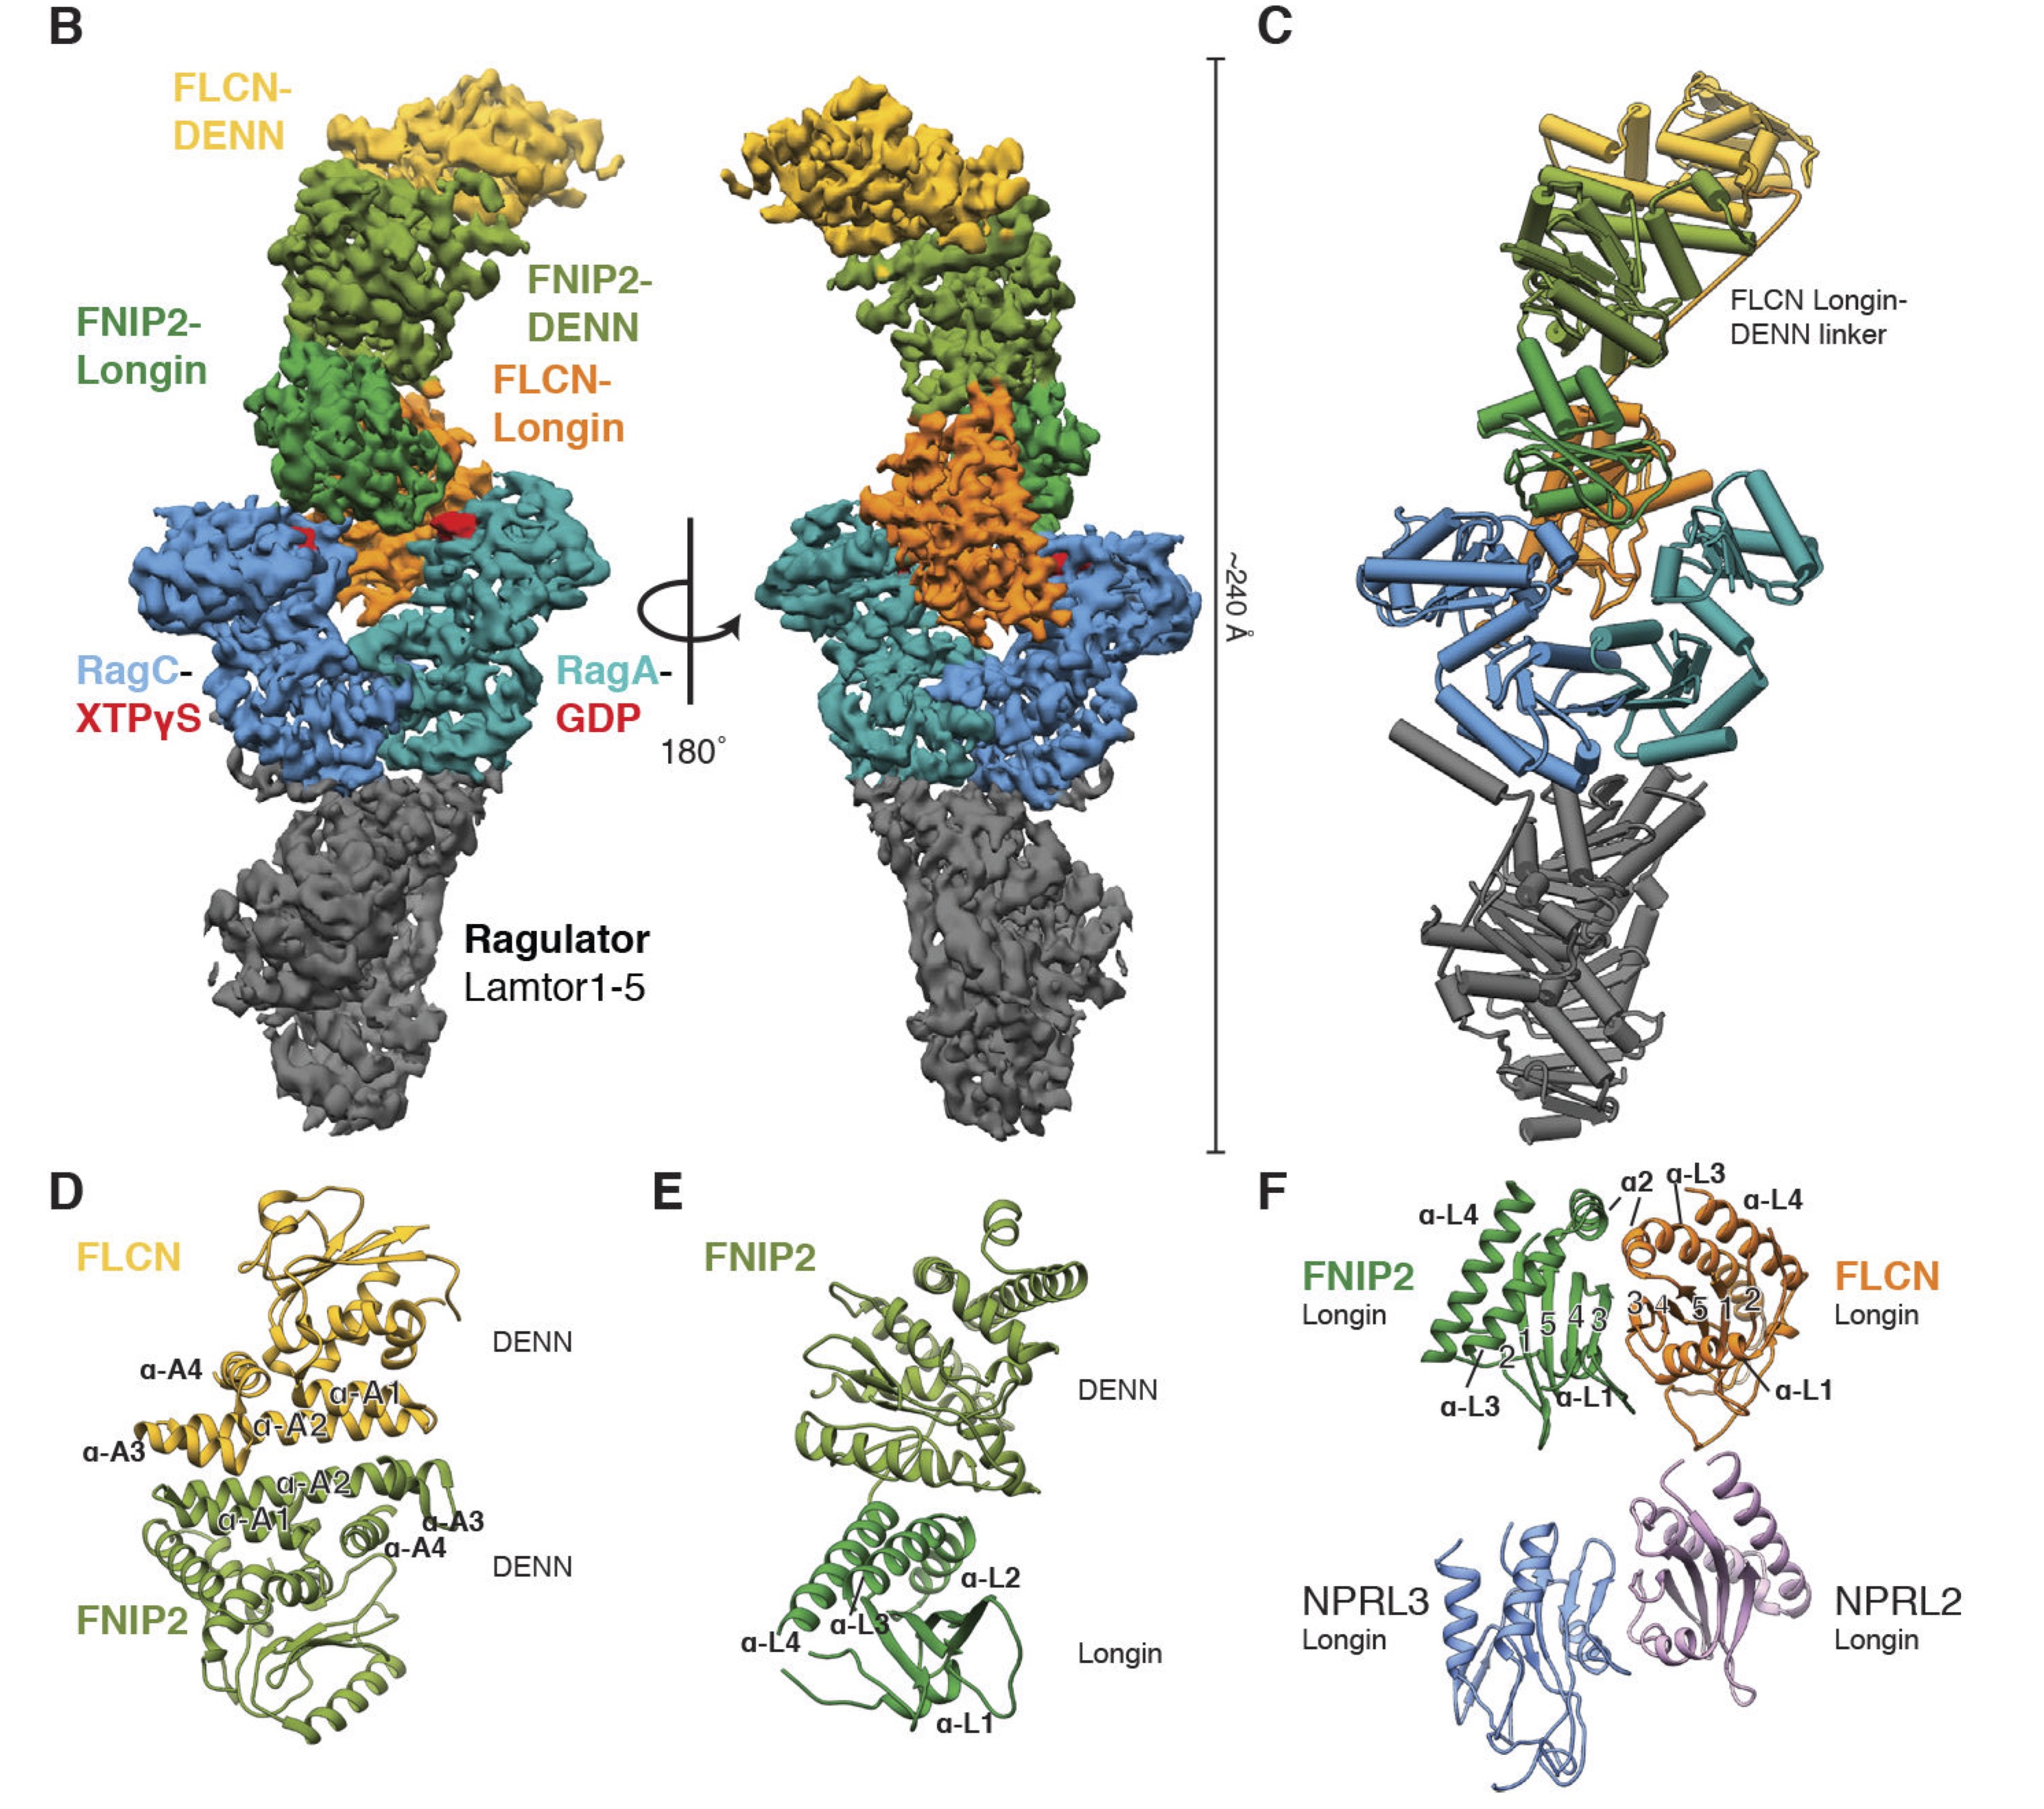 B
FLCN-
DENN
FNIP2-
DENN
FNIP2-
Longin
FLCN-
Longin
RagC-
XTPγS
RagA-
GDP
180°
Ragulator
Lamtor1-5
~240 Å
C
FLCN Longin-
DENN linker
D
FLCN
DENN
α-A4
α-A1
α-A2
α-A3
α-A2
α-A1
α-A3
α-A4
DENN
FNIP2
E
FNIP2
DENN
α-L2
α-L3
α-L4
Longin
α-L1
F
α-L4
α2
α-L3
α-L4
FNIP2
Longin
FLCN
Longin
2 1 5 4 3
3 4 5 1 2
α-L3
α-L1
α-L1
NPRL3
Longin
NPRL2
Longin